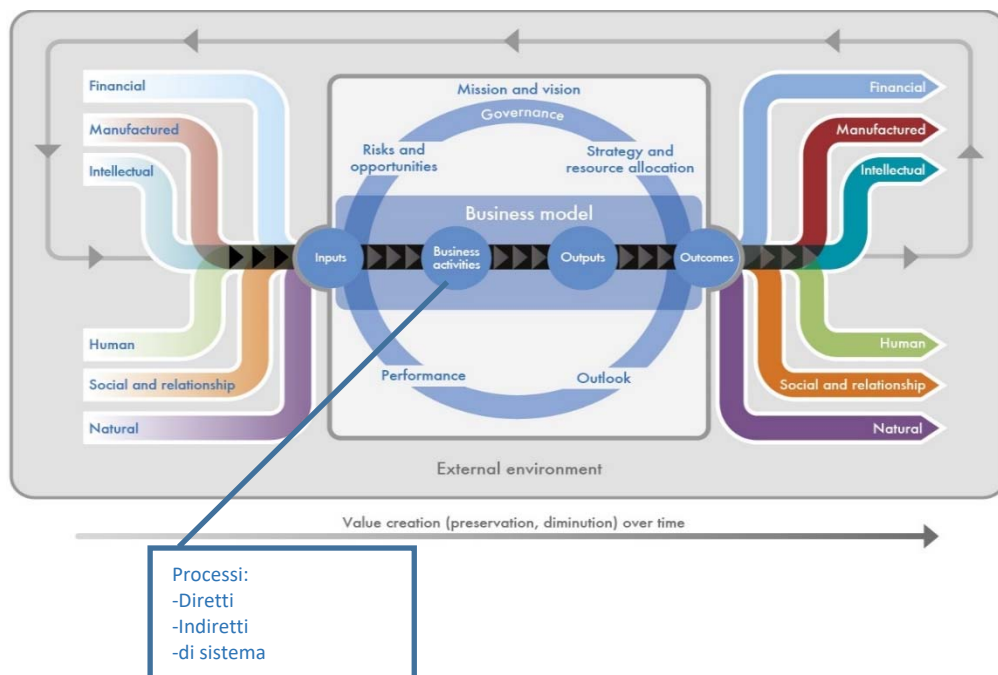 Financial
Manufactured
Intellectual
Human
Social and relationship
Natural
Mission and vision
Governance
Risks and
opportunities
Strategy and
resource allocation
Business model
Inputs
Business
activities
Outputs
Outcomes
Performance
Outlook
Financial
Manufactured
Intellectual
Human
Social and relationship
Natural
External environment
Value creation (preservation, diminution) over time
Processi:
-Diretti
-Indiretti
-di sistema